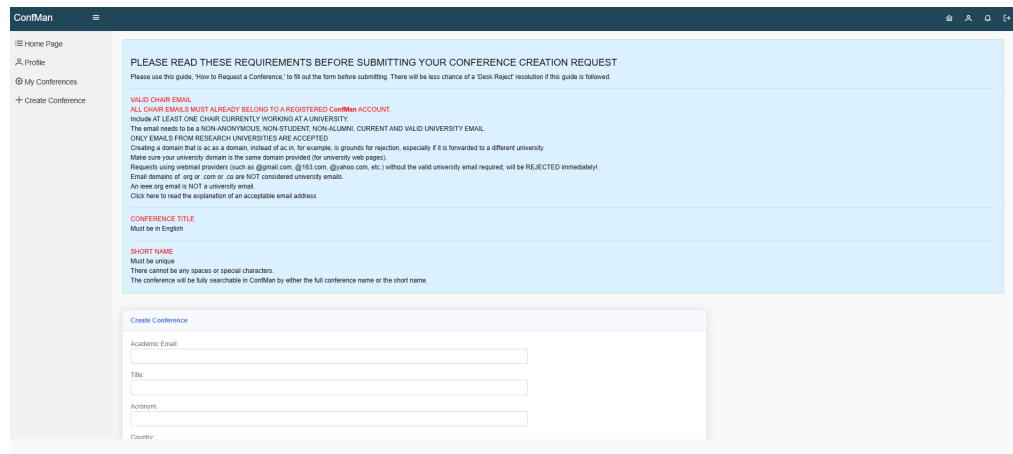 ConfMan
Home Page
Profile
My Conferences
Create Conference
PLEASE READ THESE REQUIREMENTS BEFORE SUBMITTING YOUR CONFERENCE CREATION REQUEST
Please use this guide, 'How to Request a Conference,' to fill out the form before submitting. There will be less chance of a 'Desk Reject' resolution if this guide is followed.
VALID CHAIR EMAIL
ALL CHAIR EMAILS MUST ALREADY BELONG TO A REGISTERED ConfMan ACCOUNT.
Include AT LEAST ONE CHAIR CURRENTLY WORKING AT A UNIVERSITY.
The email needs to be a NON-ANONYMOUS, NON-STUDENT, NON-ALUMNI, CURRENT AND VALID UNIVERSITY EMAIL.
ONLY EMAILS FROM RESEARCH UNIVERSITIES ARE ACCEPTED
Creating a domain that is ac as a domain, instead of ac.in, for example, is grounds for rejection, especially if it is forwarded to a different university.
Make sure your university domain is the same domain provided (for university web pages).
Requests using webmail providers (such as @gmail.com, @163.com, @yahoo.com, etc.) without the valid university email required, will be REJECTED immediately!.
Email domains of .org or .com or .co are NOT considered university emails.
An ieee.org email is NOT a university email.
Click here to read the explanation of an acceptable email address
CONFERENCE TITLE
Must be in English
SHORT NAME
Must be unique
There cannot be any spaces or special characters.
The conference will be fully searchable in ConfMan by either the full conference name or the short name.
Create Conference
Academic Email:
Title:
Acronym:
Country: